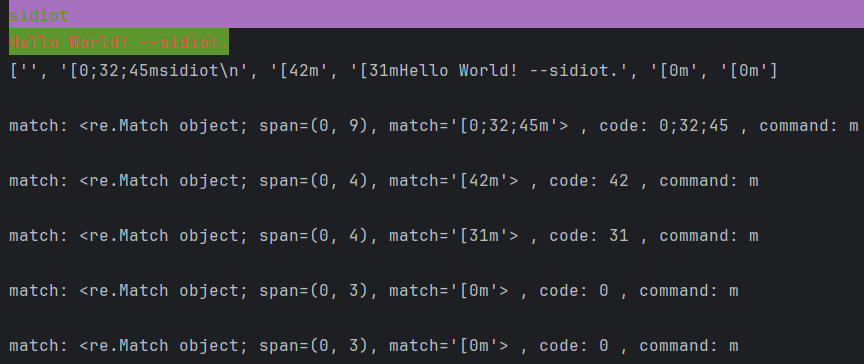 sidiot
Hello World! --sidiot.
['', '[0;32;45msidiot\n', '[42m', '[31mHello World! --sidiot.', '[0m', '[0m']
match: <re.Match object; span=(0, 9), match='[0;32;45m'> , code: 0;32;45 , command: m
match: <re.Match object; span=(0, 4), match='[42m'> , code: 42 , command: m
match: <re.Match object; span=(0, 4), match='[31m'> , code: 31 , command: m
match: <re.Match object; span=(0, 3), match='[0m'> , code: 0 , command: m
match: <re.Match object; span=(0, 3), match='[0m'> , code: 0 , command: m